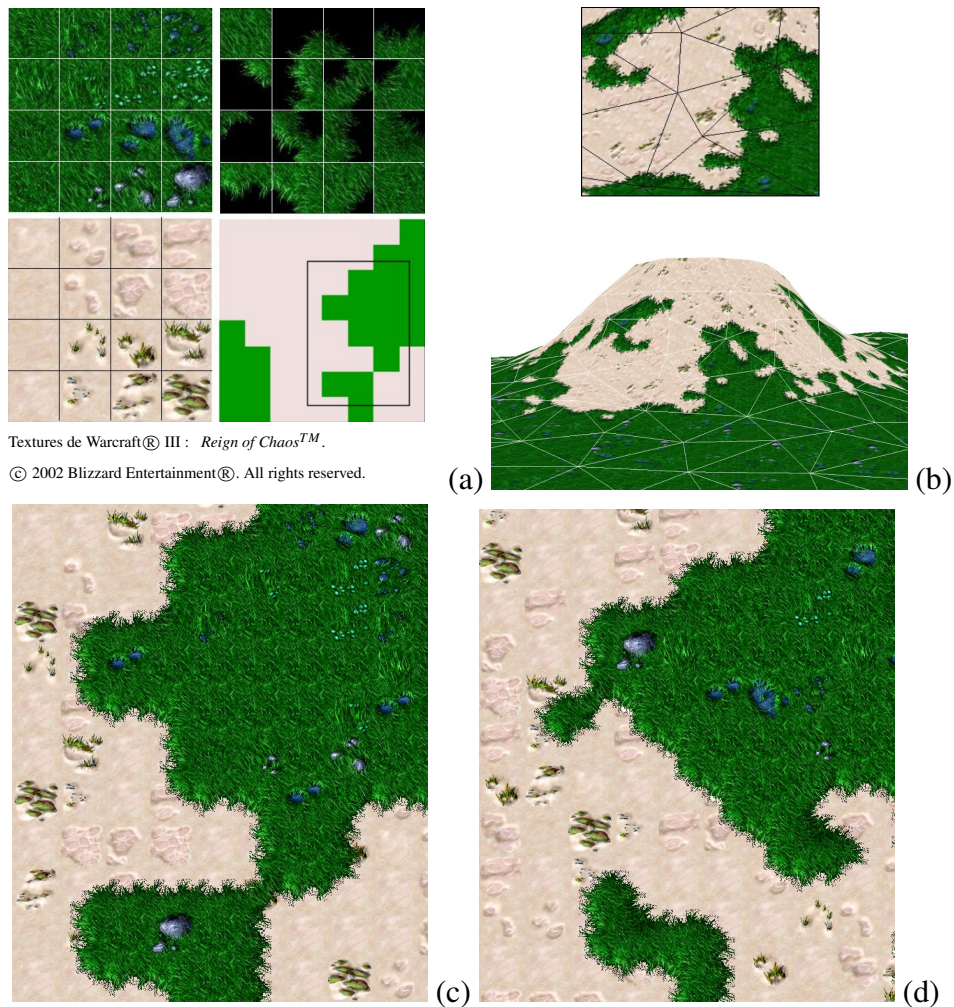 Textures de Warcraft® III : Reign of Chaos™.
© 2002 Blizzard Entertainment®. All rights reserved.
(a)
(b)
(c)
(d)